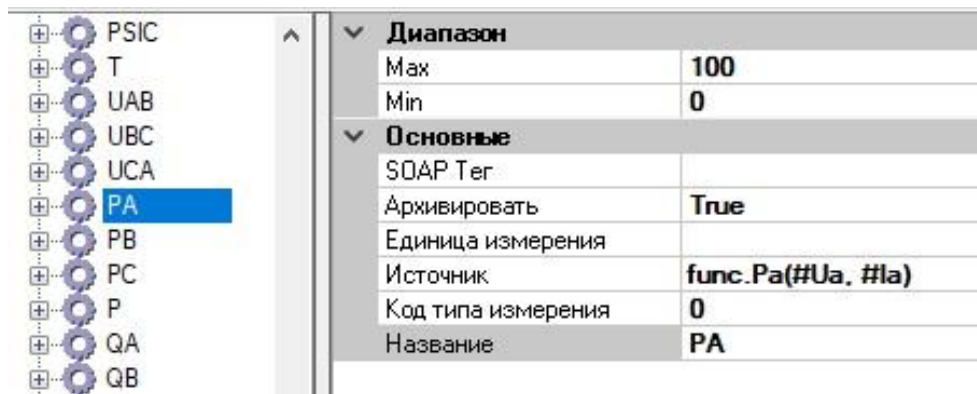 PSIC
T
UAB
UBC
UCA
PA
PB
PC
P
QA
QB
Диапазон
Max 100
Min 0
Основные
SOAP Тег
Архивировать True
Единица измерения
Источник func.Pa(#Ua, #Ia)
Код типа измерения 0
Название PA